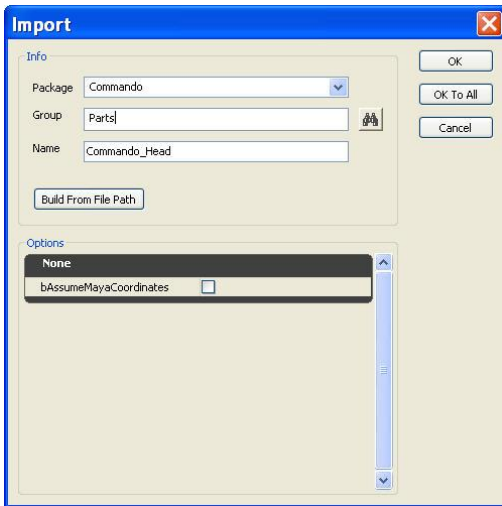 Import
Info
Package Commando
Group Parts
Name Commando_Head
Build From File Path
OK
OK To All
Cancel
Options
None
bAssumeMayaCoordinates